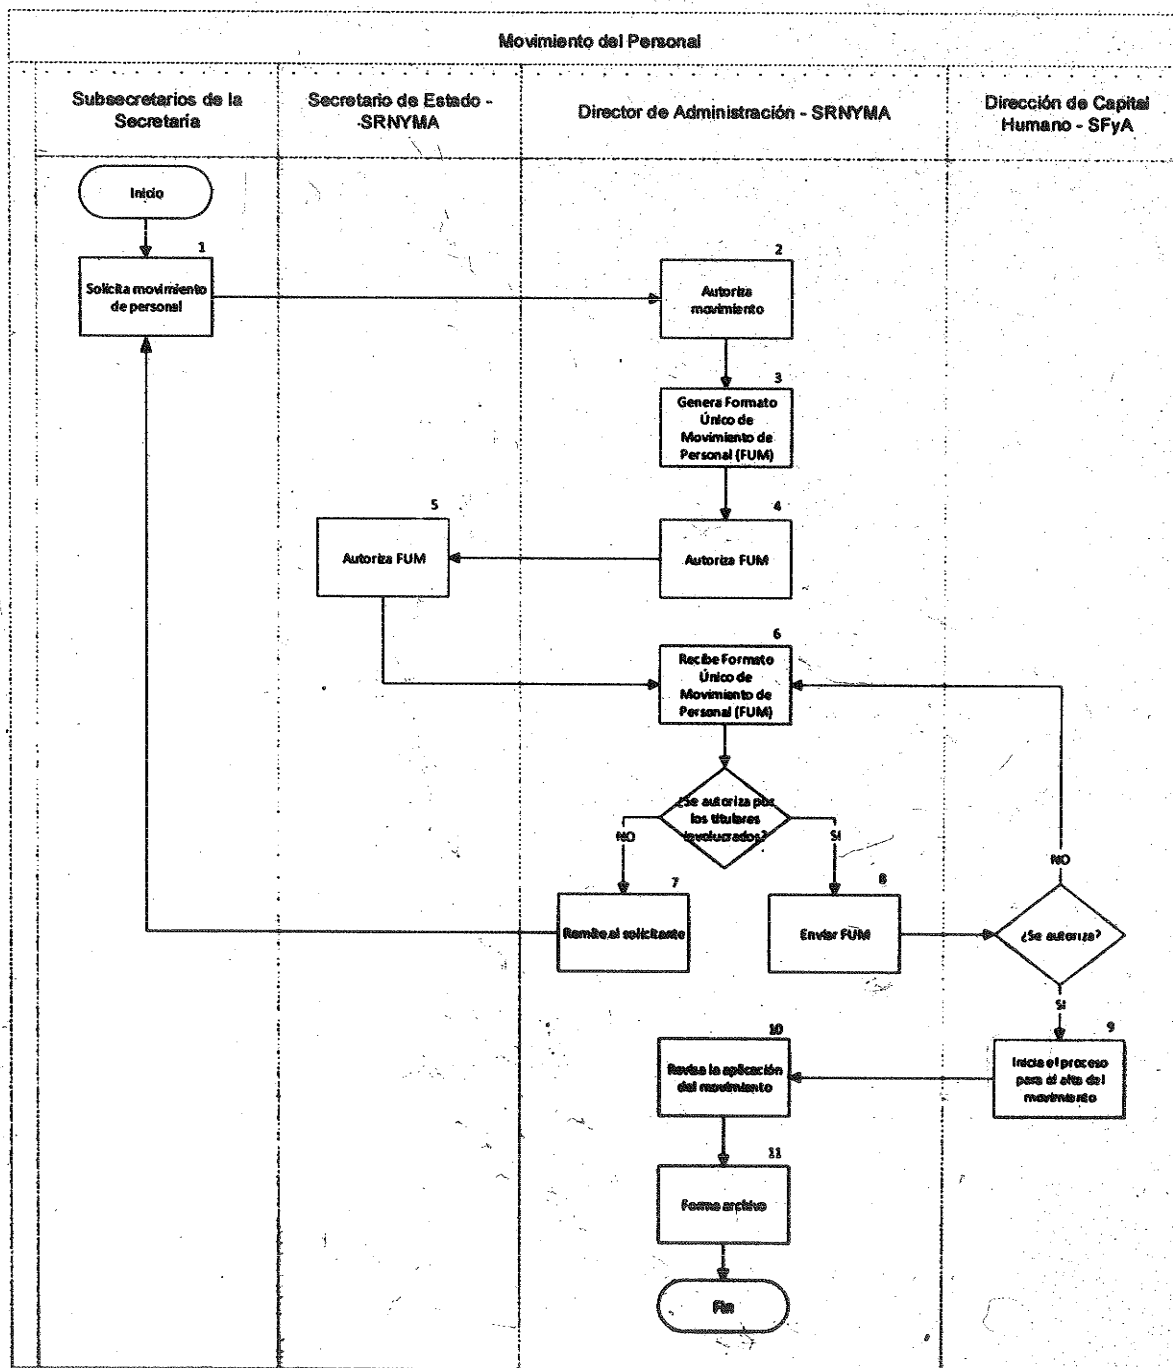 Movimiento del Personal
Subsecretarios de la
Secretaria
Secretario de Estado -
SRNYMA
Director de Administración - SRNYMA
Dirección de Capital
Humano - SFyA
Inicio
1
Solicita movimiento
de personal
2
Autoriza
movimiento
3
Genera Formato
Único de
Movimiento de
Personal (FUM)
4
Autoriza FUM
5
Autoriza FUM
6
Recibe Formato
Único de
Movimiento de
Personal (FUM)
¿Se autoriza por
los titulares
involucrados?
NO
SI
7
Remite al solicitante
8
Enviar FUM
NO
¿Se autoriza?
SI
9
Inicia el proceso
para el alta del
movimiento
10
Revisa la aplicación
del movimiento
11
Forma archivo
Fin